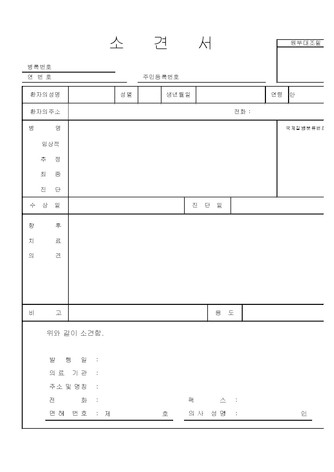 소 견 서
원부대조필
병록번호
연 번 호
주민등록번호
환자의성명 성별 생년월일 연령 만
환자의주소 전화 :
병 명 국제질병분류번호
임상적
추 정
최 종
진 단
수 상 일 진 단 일
향 후
치 료
의 견
비 고 용 도
위와 같이 소견함.
발 행 일 :
의료 기관 :
주소 및 명칭 :
전 화 : 팩 스 :
면허 번호 : 제 호 의사 성명 : 인